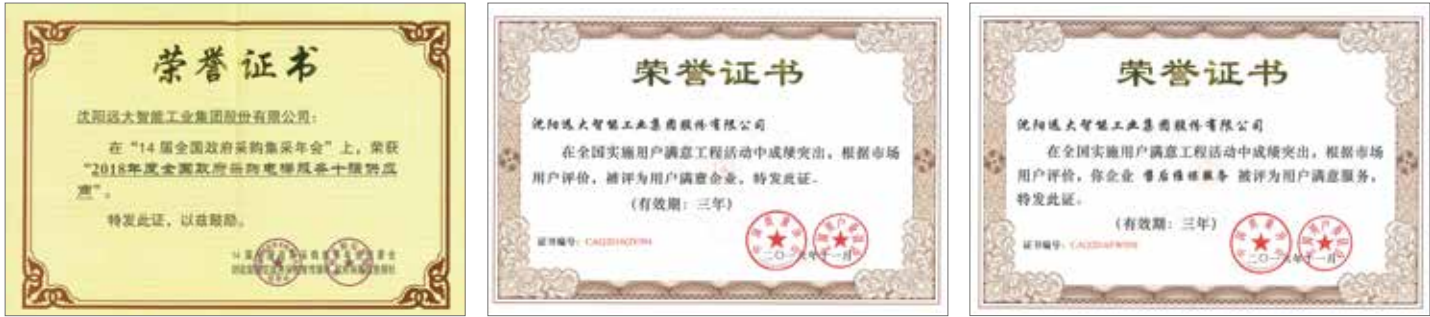 荣誉证书
沈阳远大智能工业集团股份有限公司：
在“14届全国政府采购集采年会”上，荣获
“2018年度全国政府采购电梯服务十强供应
商”。
特发此证，以兹鼓励。
荣誉证书
沈阳远大智能工业集团股份有限公司
在全国实施用户满意工程活动中成绩突出，根据市场
用户评价，被评为用户满意企业，特发此证。
（有效期：三年）
证书编号：
荣誉证书
沈阳远大智能工业集团股份有限公司
在全国实施用户满意工程活动中成绩突出，根据市场
用户评价，你企业 售后维保服务 被评为用户满意服务，
特发此证。
（有效期：三年）
证书编号：